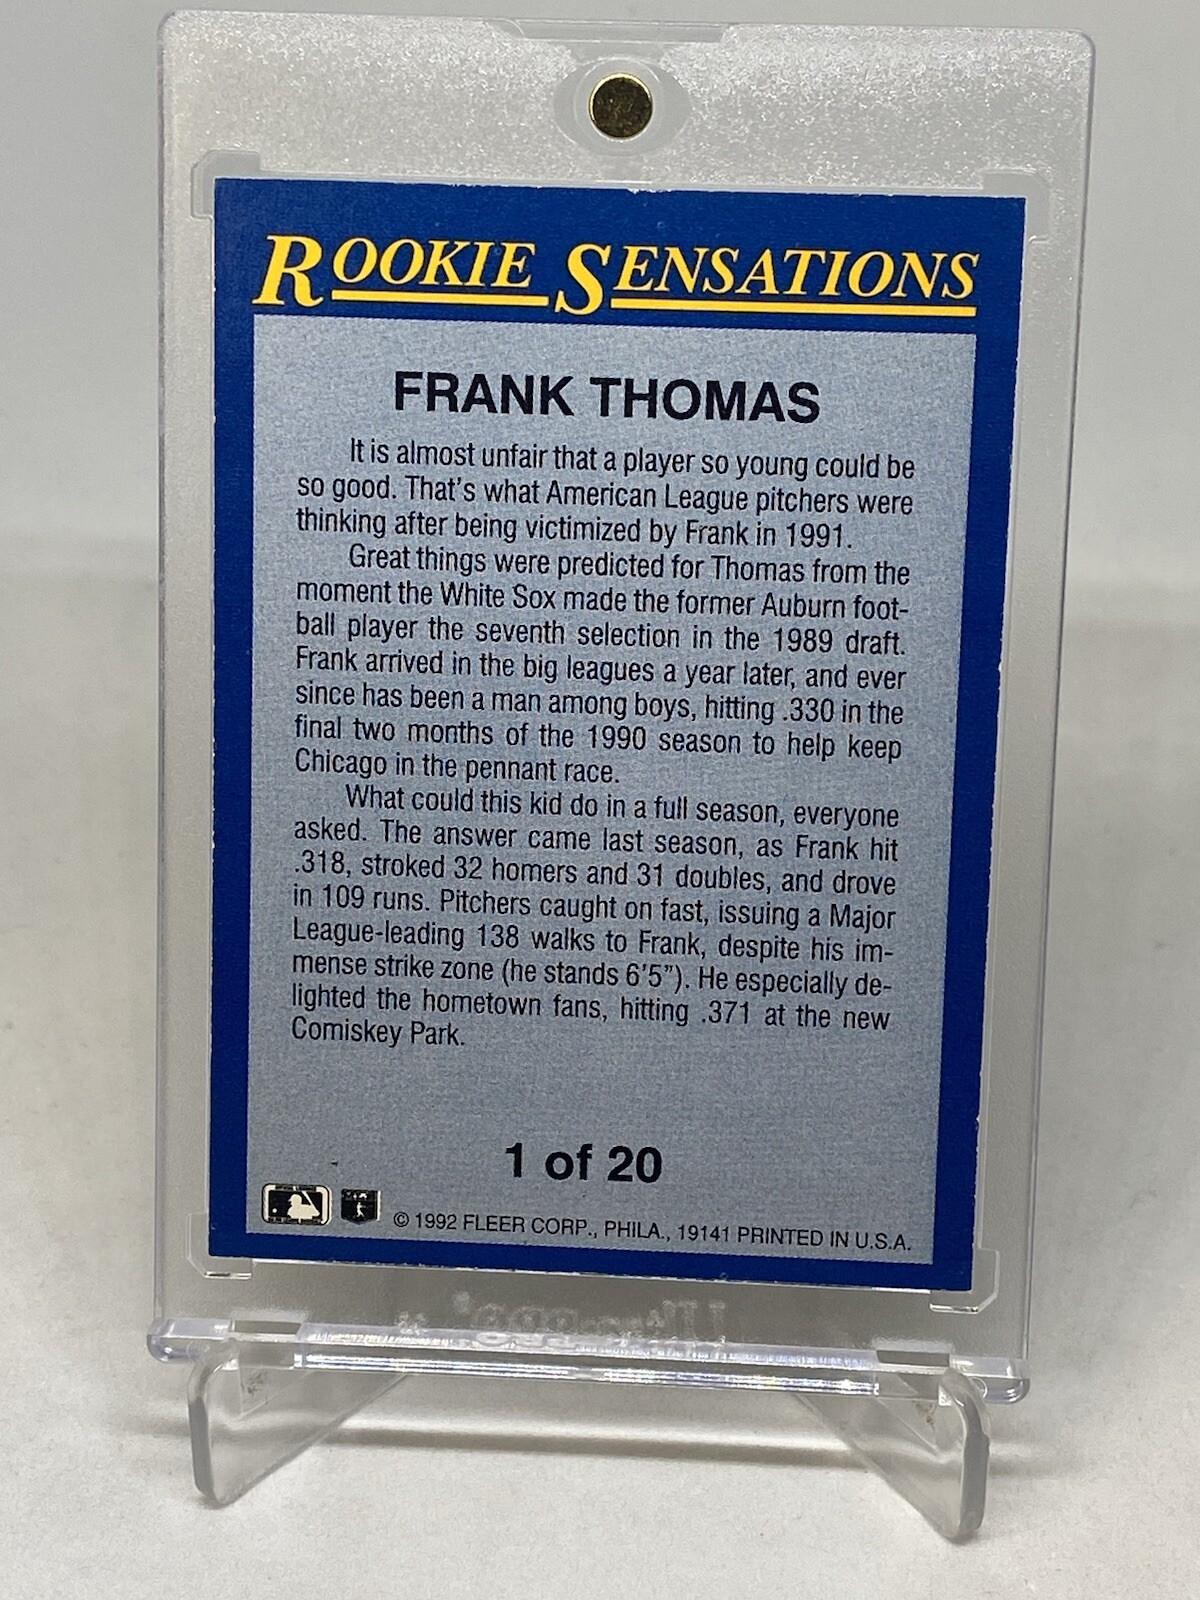 ROOKIE SENSATIONS
FRANK THOMAS
It is almost unfair that a player so young could be
so good. That's what American League pitchers were
thinking after being victimized by Frank in 1991.
Great things were predicted for Thomas from the
moment the White Sox made the former Auburn foot-
ball player the seventh selection in the 1989 draft.
Frank arrived in the big leagues a year later, and ever
since has been a man among boys, hitting .330 in the
final two months of the 1990 season to help keep
Chicago in the pennant race.
What could this kid do in a full season, everyone
asked. The answer came last season, as Frank hit
.318, stroked 32 homers and 31 doubles, and drove
in 109 runs. Pitchers caught on fast, issuing a Major
League-leading 138 walks to Frank, despite his im-
mense strike zone (he stands 6'5”). He especially de-
lighted the hometown fans, hitting .371 at the new
Comiskey Park.
1 of 20
© 1992 FLEER CORP., PHILA., 19141 PRINTED IN U.S.A.